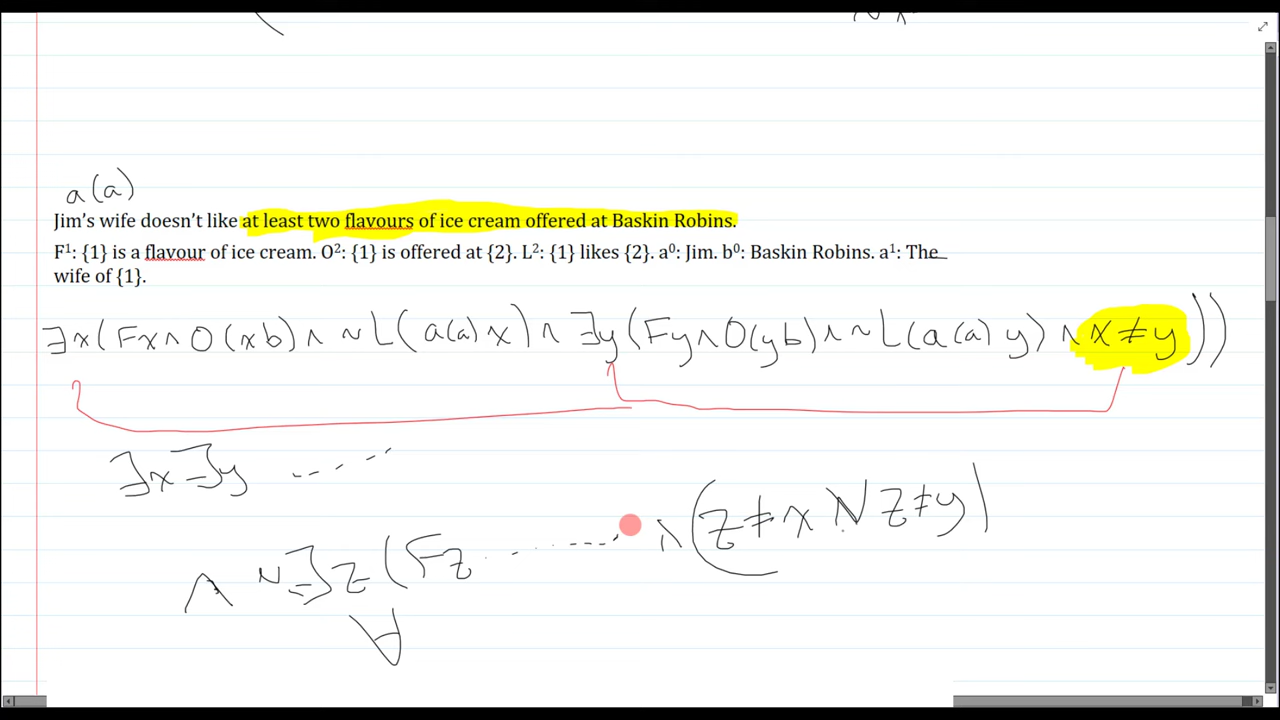 a(a)
Jim's wife doesn't like at least two flavours of ice cream offered at Baskin Robins.
F¹: {1} is a flavour of ice cream. O²: {1} is offered at {2}. L²: {1} likes {2}. a⁰: Jim. b⁰: Baskin Robins. a¹: The
wife of {1}.
∃x(Fx∧O(xb)∧~L(a(a)x)∧∃y(Fy∧O(yb)∧~L(a(a)y)∧x≠y))
∃x∃y ------
∧(z≠x∧z≠y)
∧~∃z(Fz ------
∀